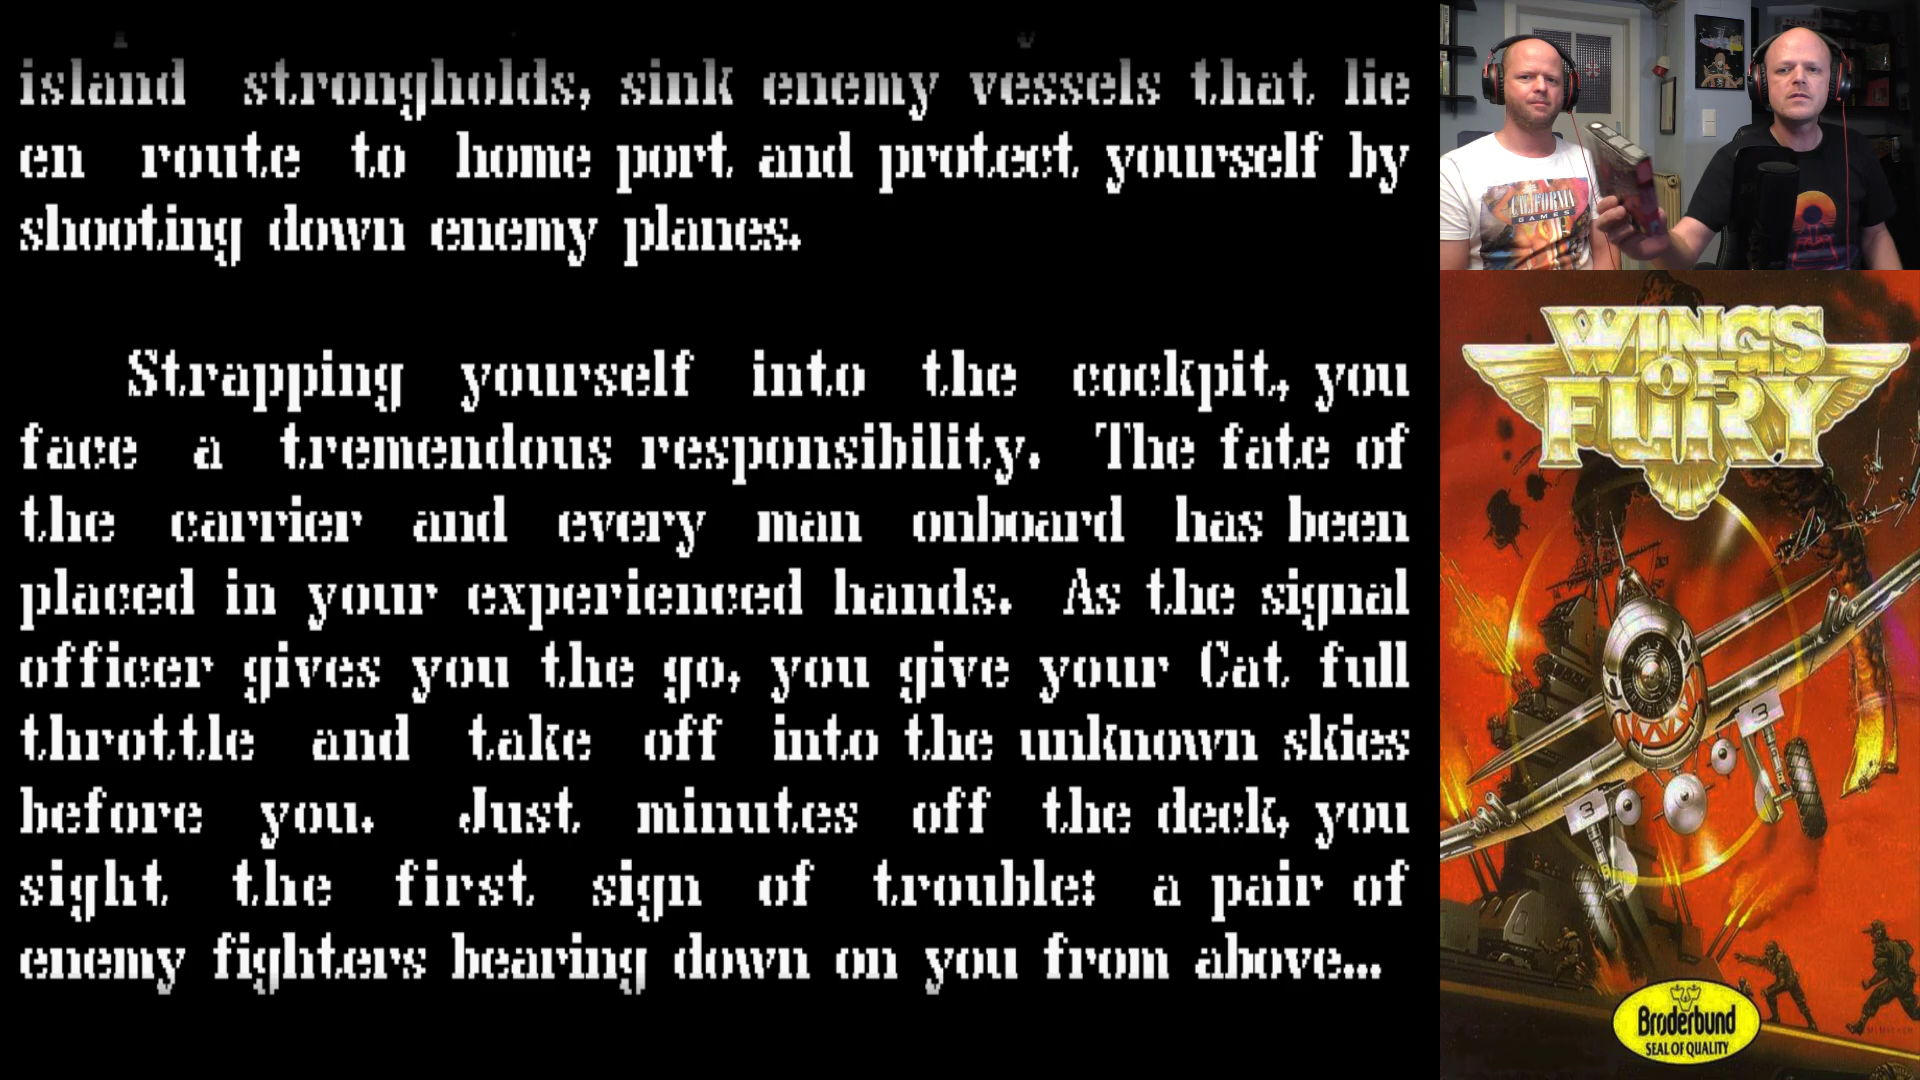 island strongholds, sink enemy vessels that lie
en route to home port and protect yourself by
shooting down enemy planes.
Strapping yourself into the cockpit, you
face a tremendous responsibility. The fate of
the carrier and every man onboard has been
placed in your experienced hands. As the signal
officer gives you the go, you give your Cat full
throttle and take off into the unknown skies
before you. Just minutes off the deck, you
sight the first sign of trouble: a pair of
enemy fighters bearing down on you from above...
CALIFORNIA
GAMES
WINGS
OF
FURY
3
3
Brøderbund
SEAL OF QUALITY